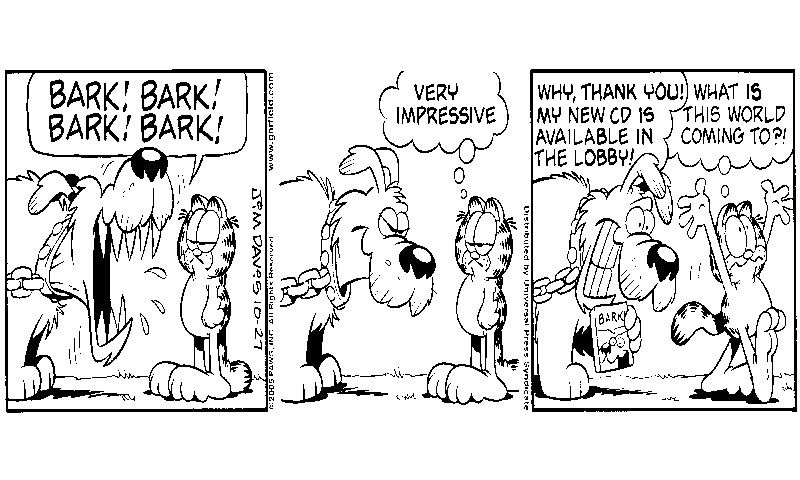 BARK! BARK!
BARK! BARK!
www.garfield.com
JIM DAVIS 10-27
© 2005 PAWS, INC. All Rights Reserved.
VERY
IMPRESSIVE
Distributed by Universal Press Syndicate
WHY, THANK YOU!
MY NEW CD IS
AVAILABLE IN
THE LOBBY!
WHAT IS
THIS WORLD
COMING TO?!
BARK!